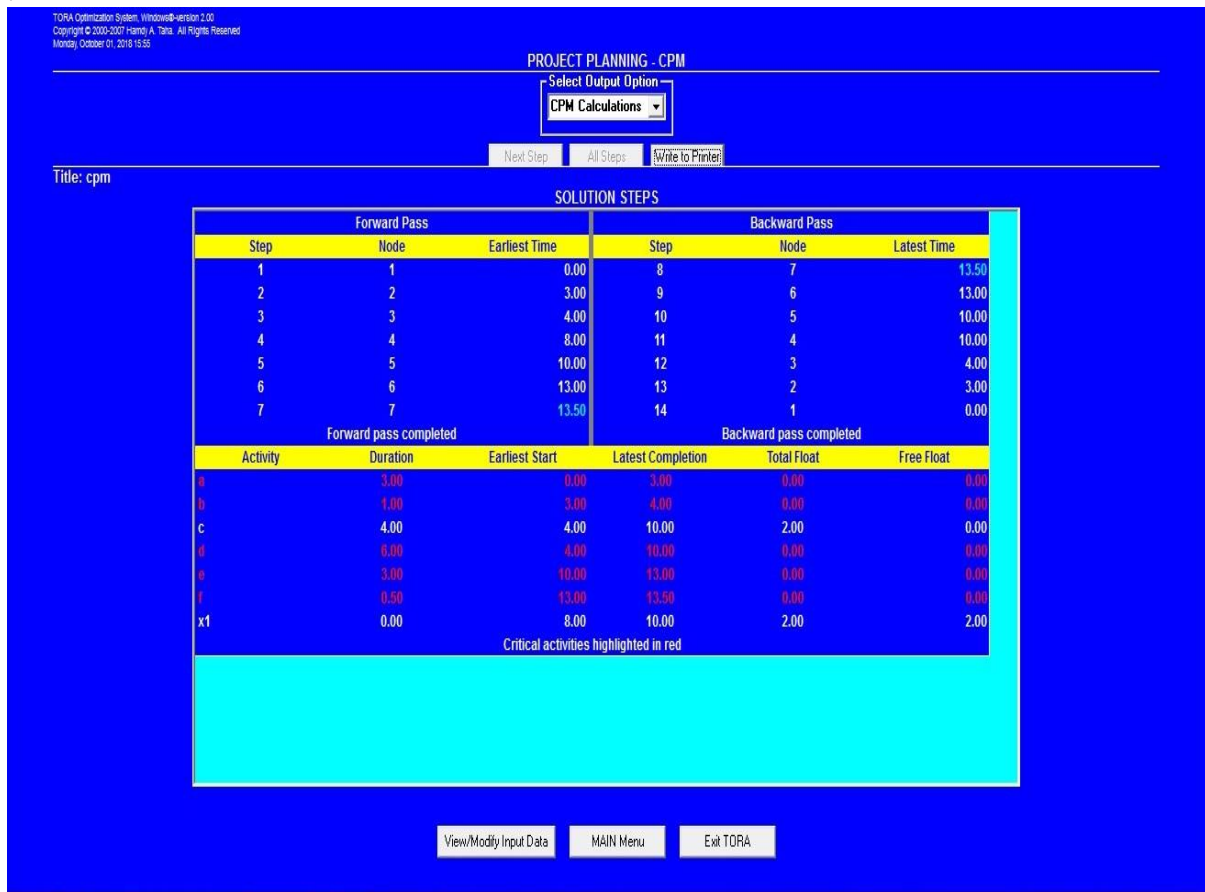 TORA Optimization System, Windows®-version 2.00
Copyright © 2000-2007 Hamdy A. Taha. All Rights Reserved
Monday, October 01, 2018 15:55
PROJECT PLANNING - CPM
Select Output Option
CPM Calculations
Next Step All Steps Write to Printer
Title: cpm
SOLUTION STEPS
Forward Pass Backward Pass
Step Node Earliest Time Step Node Latest Time
1 1 0.00 8 7 13.50
2 2 3.00 9 6 13.00
3 3 4.00 10 5 10.00
4 4 8.00 11 4 10.00
5 5 10.00 12 3 4.00
6 6 13.00 13 2 3.00
7 7 13.50 14 1 0.00
Forward pass completed Backward pass completed
Activity Duration Earliest Start Latest Completion Total Float Free Float
a 3.00 0.00 3.00 0.00 0.00
b 1.00 3.00 4.00 0.00 0.00
c 4.00 4.00 10.00 2.00 0.00
d 6.00 4.00 10.00 0.00 0.00
e 3.00 10.00 13.00 0.00 0.00
f 0.50 13.00 13.50 0.00 0.00
x1 0.00 8.00 10.00 2.00 2.00
Critical activities highlighted in red
View/Modify Input Data MAIN Menu Exit TORA